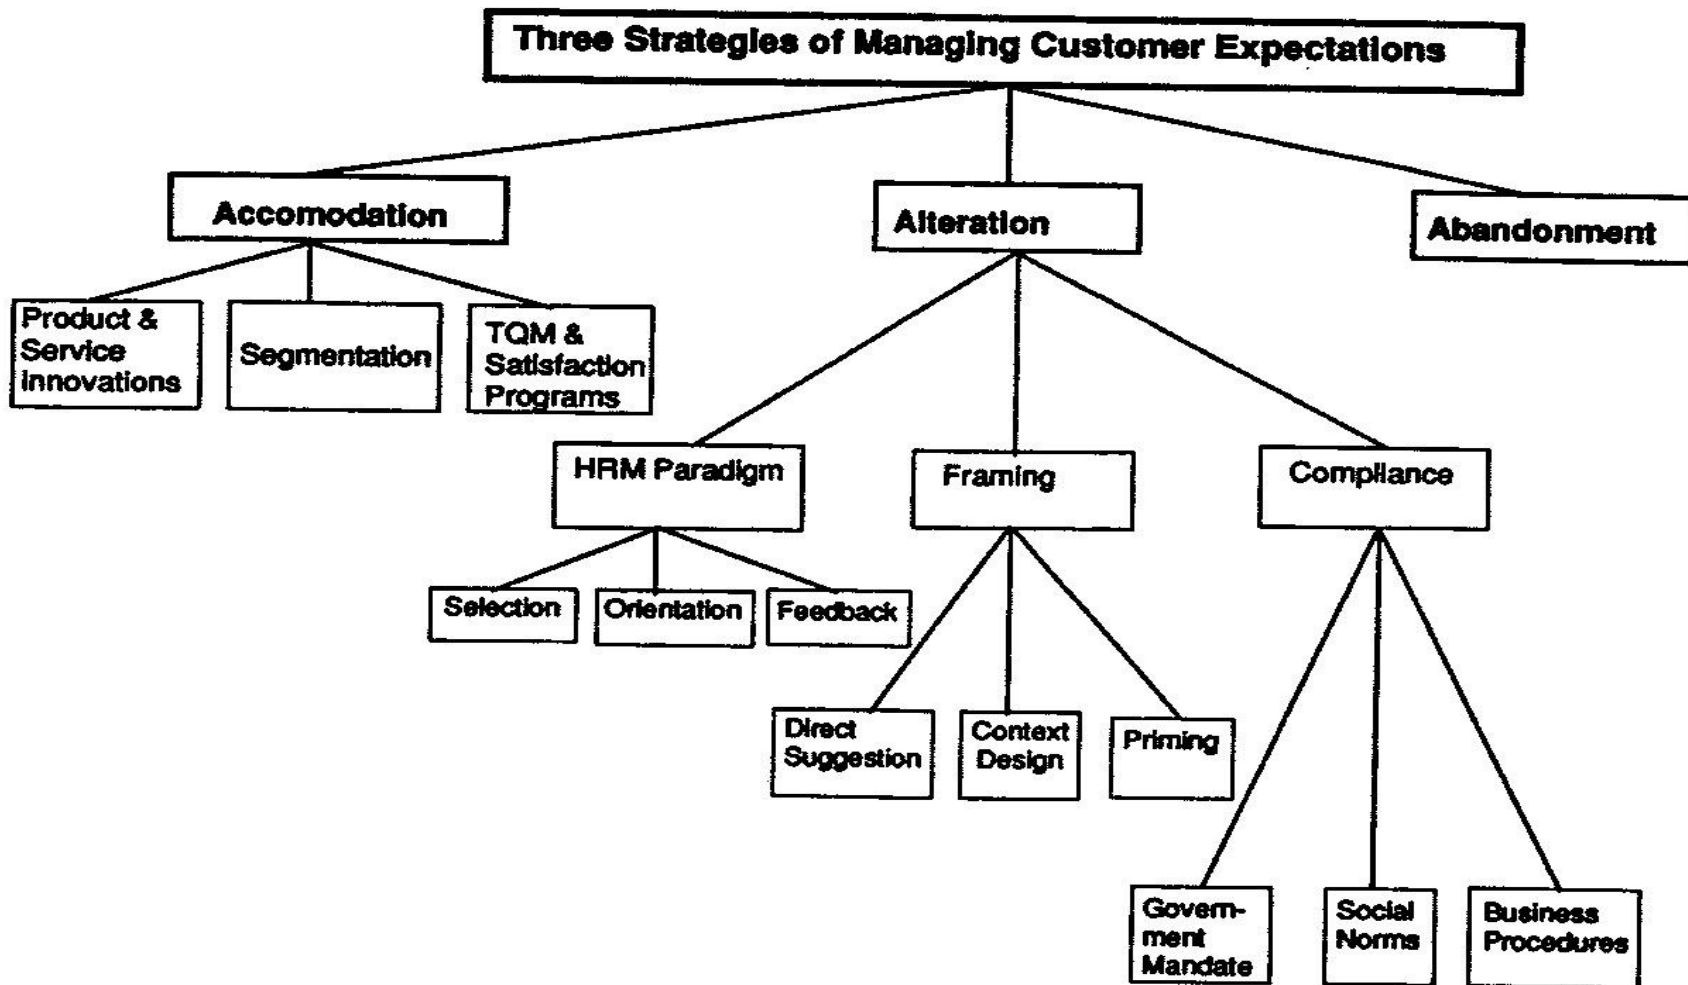 Three Strategies of Managing Customer Expectations
Accomodation
Alteration
Abandonment
Product &
Service
Innovations
Segmentation
TQM &
Satisfaction
Programs
HRM Paradigm
Framing
Compliance
Selection
Orientation
Feedback
Direct
Suggestion
Context
Design
Priming
Govern-
ment
Mandate
Social
Norms
Business
Procedures